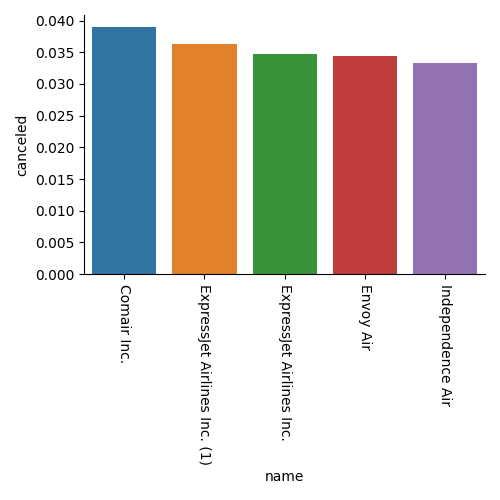 0.040
0.035
0.030
0.025
0.020
0.015
0.010
0.005
0.000
canceled
Comair Inc.
ExpressJet Airlines Inc. (1)
ExpressJet Airlines Inc.
Envoy Air
Independence Air
name